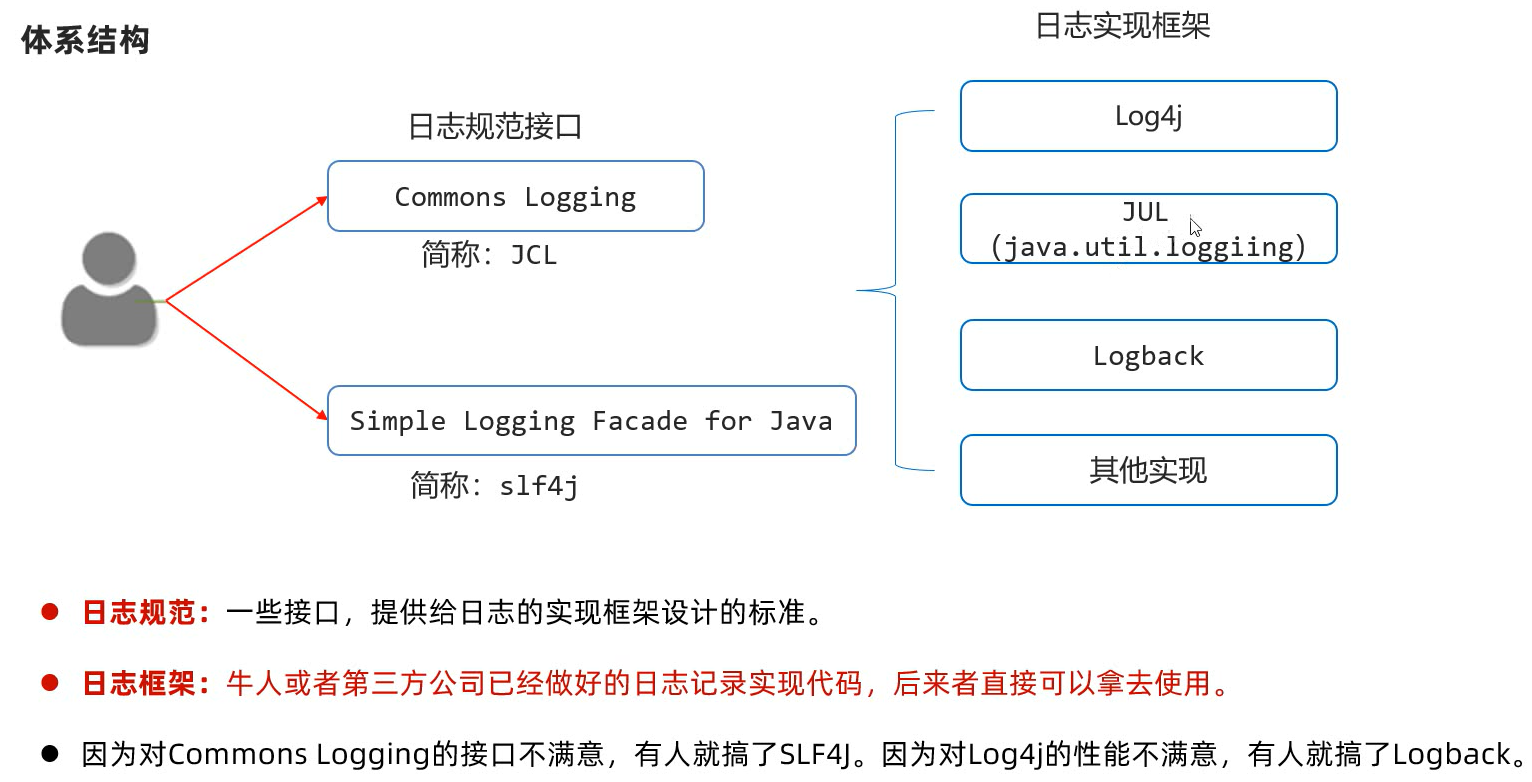 体系结构
日志规范接口
Commons Logging
简称：JCL
Simple Logging Facade for Java
简称：slf4j
日志实现框架
Log4j
JUL
（java.util.loggiing）
Logback
其他实现
日志规范：一些接口，提供给日志的实现框架设计的标准。
日志框架：牛人或者第三方公司已经做好的日志记录实现代码，后来者直接可以拿去使用。
因为对Commons Logging的接口不满意，有人就搞了SLF4J。因为对Log4j的性能不满意，有人就搞了Logback。